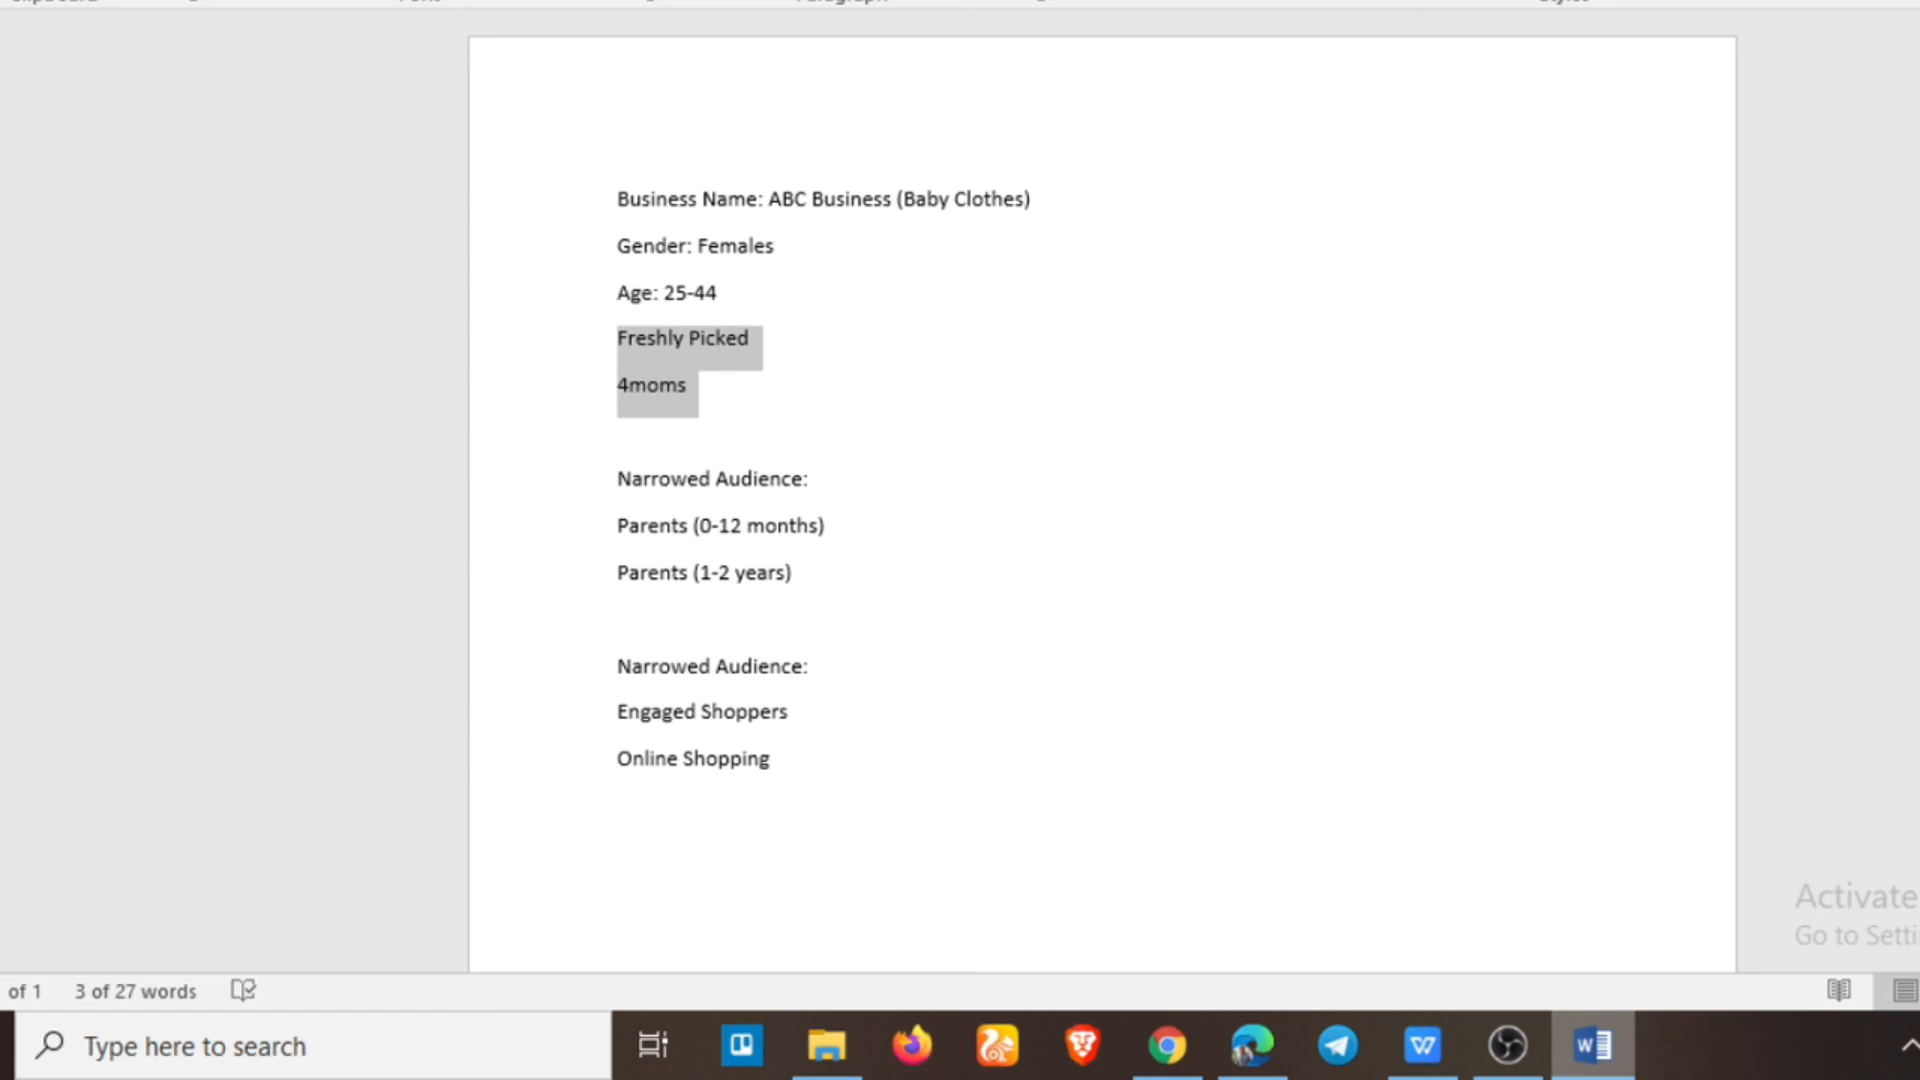 Business Name: ABC Business (Baby Clothes)
Gender: Females
Age: 25-44
Freshly Picked
4moms
Narrowed Audience:
Parents (0-12 months)
Parents (1-2 years)
Narrowed Audience:
Engaged Shoppers
Online Shopping
Activate
Go to Setti
of 1 3 of 27 words
Type here to search